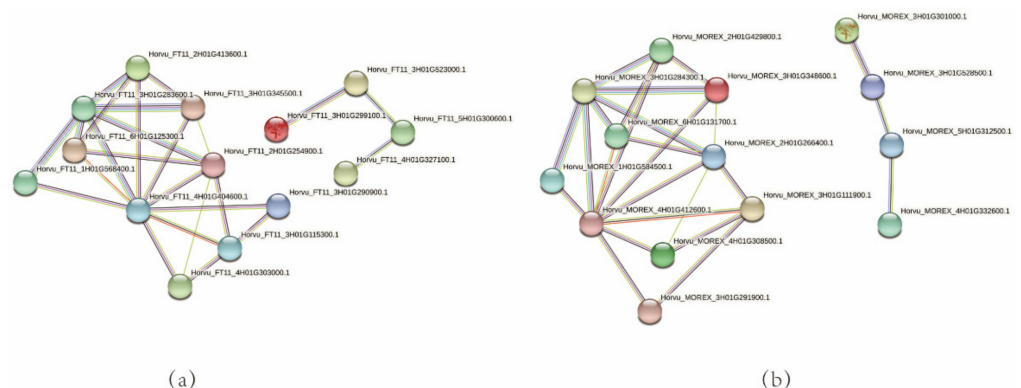 Horvu_FT11_2H01G413600.1
Horvu_FT11_3H01G523000.1
Horvu_FT11_3H01G283600.1
Horvu_FT11_3H01G345500.1
Horvu_FT11_3H01G299100.1
Horvu_FT11_5H01G300600.1
Horvu_FT11_6H01G125300.1
Horvu_FT11_2H01G254900.1
Horvu_FT11_4H01G327100.1
Horvu_FT11_1H01G568400.1
Horvu_FT11_4H01G404600.1
Horvu_FT11_3H01G290900.1
Horvu_FT11_3H01G115300.1
Horvu_FT11_4H01G303000.1
(a)
Horvu_MOREX_3H01G301000.1
Horvu_MOREX_2H01G429800.1
Horvu_MOREX_3H01G284300.1
Horvu_MOREX_3H01G348600.1
Horvu_MOREX_3H01G528500.1
Horvu_MOREX_6H01G131700.1
Horvu_MOREX_2H01G266400.1
Horvu_MOREX_5H01G312500.1
Horvu_MOREX_1H01G584500.1
Horvu_MOREX_3H01G111900.1
Horvu_MOREX_4H01G412600.1
Horvu_MOREX_4H01G332600.1
Horvu_MOREX_4H01G308500.1
Horvu_MOREX_3H01G291900.1
(b)